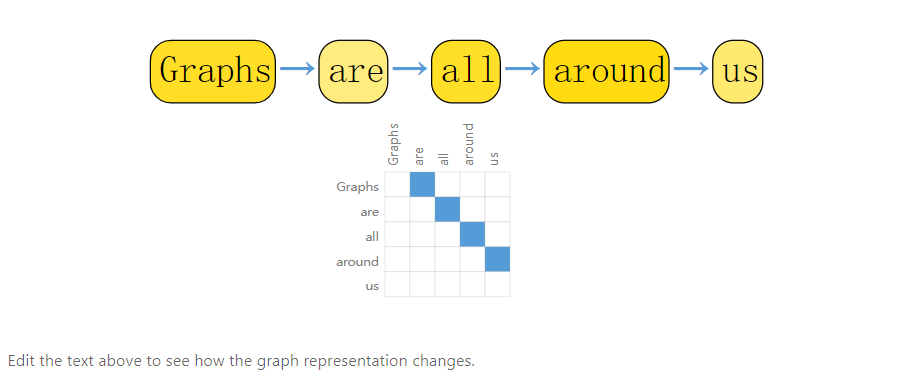 Graphs are all around us
Graphs are all around us
Graphs
are
all
around
us
Edit the text above to see how the graph representation changes.